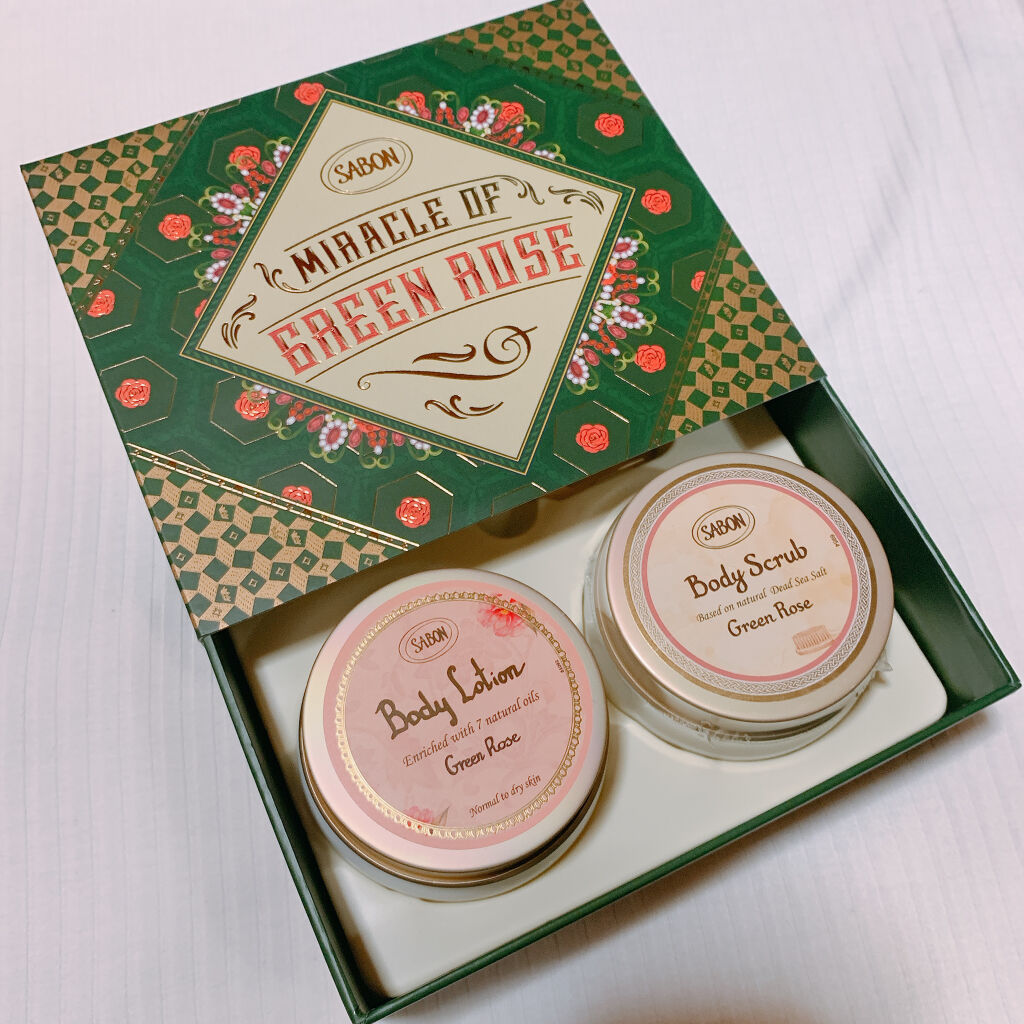 SABON
MIRACLE OF
GREEN ROSE
SABON
Body Scrub
Based on natural Dead Sea Salt
Green Rose
SABON
Body Lotion
Enriched with 7 natural oils
Green Rose
Normal to dry skin